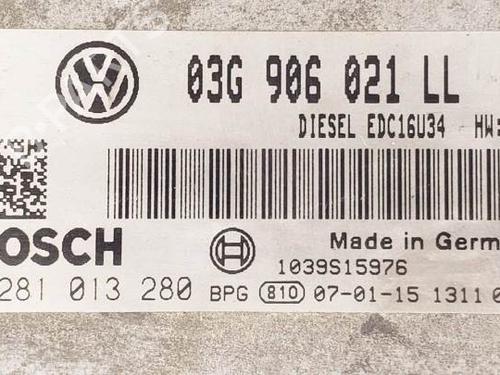 03G 906 021 LL
DIESEL EDC16U34 HW:
BOSCH
Made in Germ
1039S15976
281 013 280 BPG 810 07-01-15 1311 0